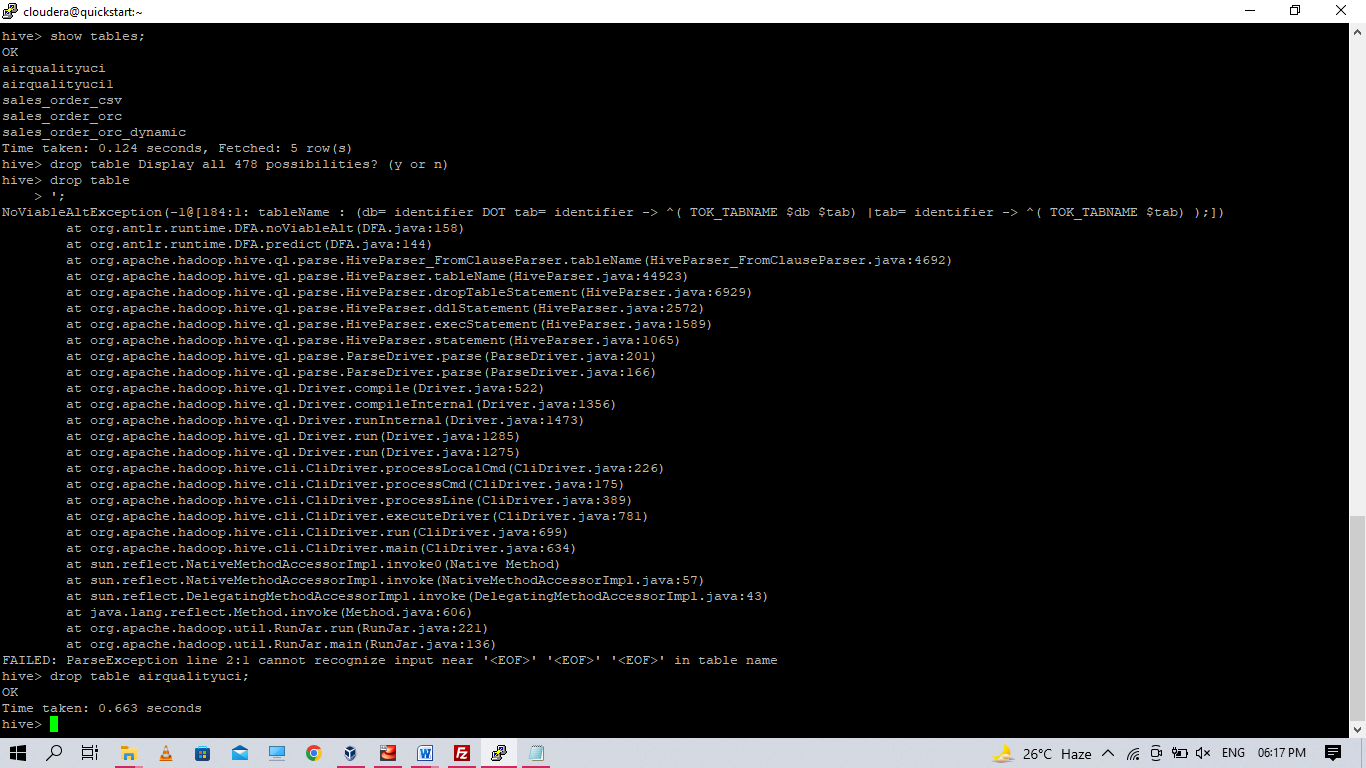 cloudera@quickstart:~
hive> show tables;
OK
airqualityuci
airqualityuci1
sales_order_csv
sales_order_orc
sales_order_orc_dynamic
Time taken: 0.124 seconds, Fetched: 5 row(s)
hive> drop table Display all 478 possibilities? (y or n)
hive> drop table
    > ';
NoViableAltException(-1@[184:1: tableName : (db= identifier DOT tab= identifier -> ^( TOK_TABNAME $db $tab) |tab= identifier -> ^( TOK_TABNAME $tab) );])
        at org.antlr.runtime.DFA.noViableAlt(DFA.java:158)
        at org.antlr.runtime.DFA.predict(DFA.java:144)
        at org.apache.hadoop.hive.ql.parse.HiveParser_FromClauseParser.tableName(HiveParser_FromClauseParser.java:4692)
        at org.apache.hadoop.hive.ql.parse.HiveParser.tableName(HiveParser.java:44923)
        at org.apache.hadoop.hive.ql.parse.HiveParser.dropTableStatement(HiveParser.java:6929)
        at org.apache.hadoop.hive.ql.parse.HiveParser.ddlStatement(HiveParser.java:2572)
        at org.apache.hadoop.hive.ql.parse.HiveParser.execStatement(HiveParser.java:1589)
        at org.apache.hadoop.hive.ql.parse.HiveParser.statement(HiveParser.java:1065)
        at org.apache.hadoop.hive.ql.parse.ParseDriver.parse(ParseDriver.java:201)
        at org.apache.hadoop.hive.ql.parse.ParseDriver.parse(ParseDriver.java:166)
        at org.apache.hadoop.hive.ql.Driver.compile(Driver.java:522)
        at org.apache.hadoop.hive.ql.Driver.compileInternal(Driver.java:1356)
        at org.apache.hadoop.hive.ql.Driver.runInternal(Driver.java:1473)
        at org.apache.hadoop.hive.ql.Driver.run(Driver.java:1285)
        at org.apache.hadoop.hive.ql.Driver.run(Driver.java:1275)
        at org.apache.hadoop.hive.cli.CliDriver.processLocalCmd(CliDriver.java:226)
        at org.apache.hadoop.hive.cli.CliDriver.processCmd(CliDriver.java:175)
        at org.apache.hadoop.hive.cli.CliDriver.processLine(CliDriver.java:389)
        at org.apache.hadoop.hive.cli.CliDriver.executeDriver(CliDriver.java:781)
        at org.apache.hadoop.hive.cli.CliDriver.run(CliDriver.java:699)
        at org.apache.hadoop.hive.cli.CliDriver.main(CliDriver.java:634)
        at sun.reflect.NativeMethodAccessorImpl.invoke0(Native Method)
        at sun.reflect.NativeMethodAccessorImpl.invoke(NativeMethodAccessorImpl.java:57)
        at sun.reflect.DelegatingMethodAccessorImpl.invoke(DelegatingMethodAccessorImpl.java:43)
        at java.lang.reflect.Method.invoke(Method.java:606)
        at org.apache.hadoop.util.RunJar.run(RunJar.java:221)
        at org.apache.hadoop.util.RunJar.main(RunJar.java:136)
FAILED: ParseException line 2:1 cannot recognize input near '<EOF>' '<EOF>' '<EOF>' in table name
hive> drop table airqualityuci;
OK
Time taken: 0.663 seconds
hive>
26°C Haze ENG 06:17 PM